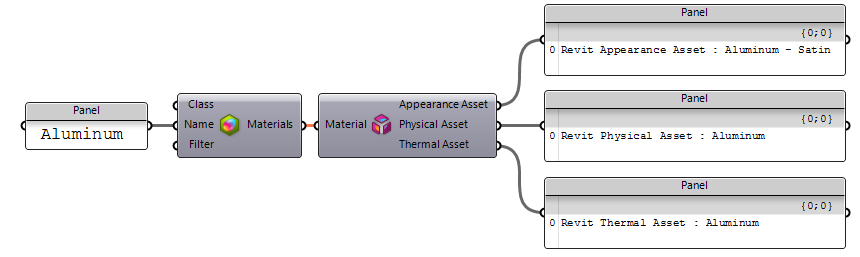 Panel
Aluminum
Class
Name
Filter
Materials
Material
Appearance Asset
Physical Asset
Thermal Asset
Panel
{0;0}
0 Revit Appearance Asset : Aluminum - Satin
Panel
{0;0}
0 Revit Physical Asset : Aluminum
Panel
{0;0}
0 Revit Thermal Asset : Aluminum